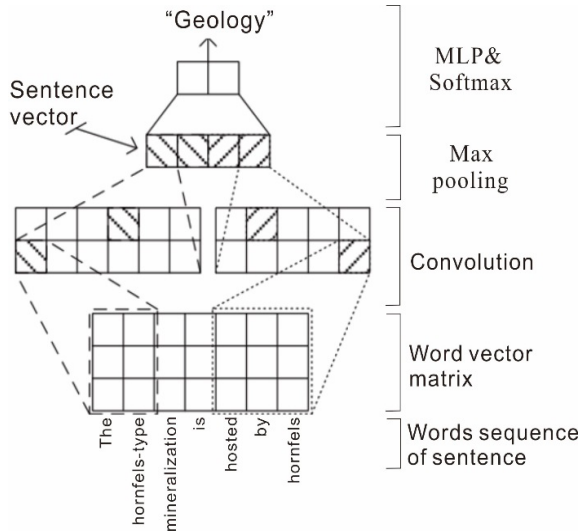 “Geology”
MLP&
Softmax
Sentence
vector
Max
pooling
Convolution
Word vector
matrix
The
hornfels-type
mineralization
is
hosted
by
hornfels
Words sequence
of sentence